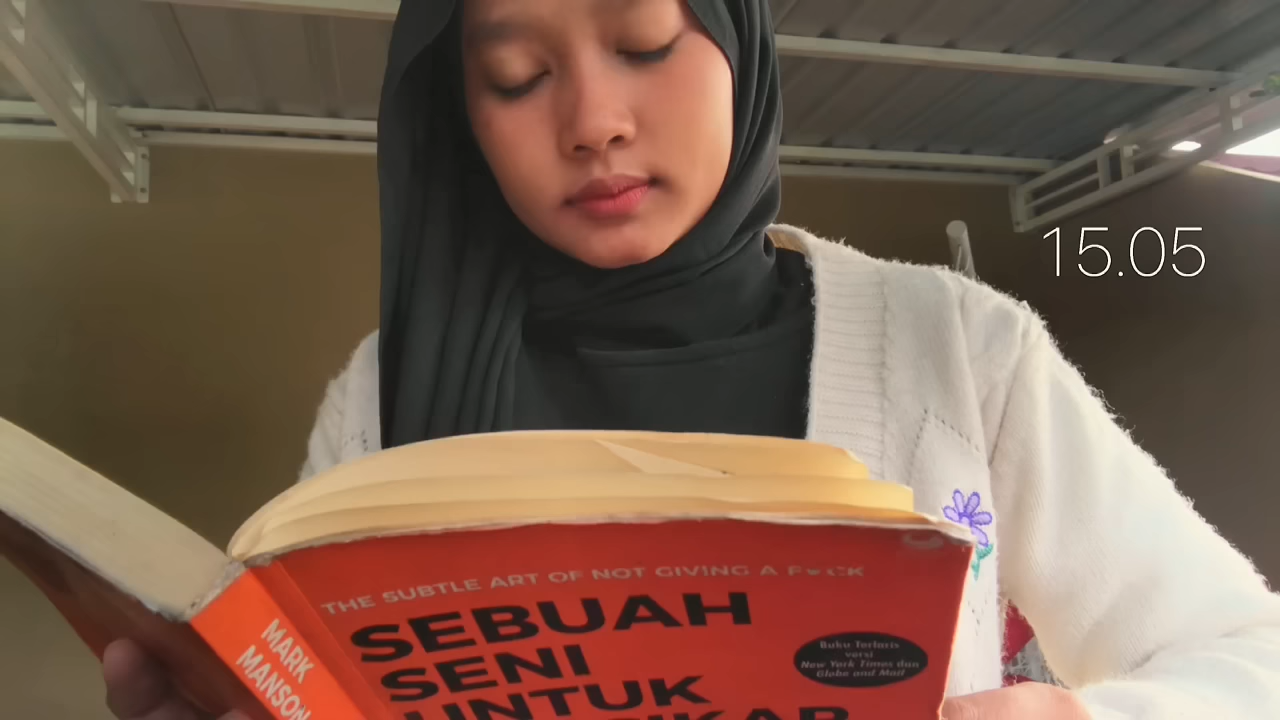 15.05
THE SUBTLE ART OF NOT GIVING A F*CK
SEBUAH
SENI
UNTUK
Buku Terlaris
versi
New York Times dan
Globe and Mail
MARK
MANSON